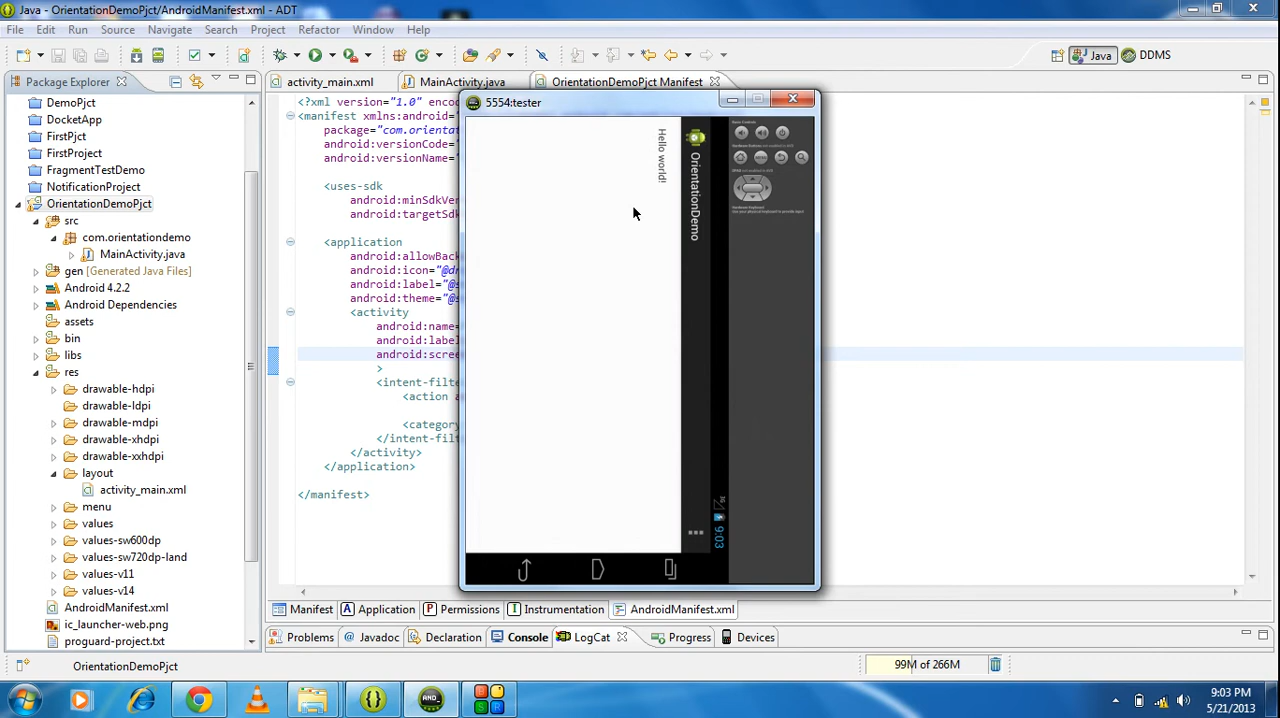 Java - OrientationDemoPjct/AndroidManifest.xml - ADT
File Edit Run Source Navigate Search Project Refactor Window Help
Java DDMS
Package Explorer
activity_main.xml MainActivity.java OrientationDemoPjct Manifest
DemoPjct
DocketApp
FirstPjct
FirstProject
FragmentTestDemo
NotificationProject
OrientationDemoPjct
src
com.orientationdemo
MainActivity.java
gen [Generated Java Files]
Android 4.2.2
Android Dependencies
assets
bin
libs
res
drawable-hdpi
drawable-ldpi
drawable-mdpi
drawable-xhdpi
drawable-xxhdpi
layout
activity_main.xml
menu
values
values-sw600dp
values-sw720dp-land
values-v11
values-v14
AndroidManifest.xml
ic_launcher-web.png
proguard-project.txt
<?xml version="1.0" enco
<manifest xmlns:android=
package="com.orienta
android:versionCode=
android:versionName=
<uses-sdk
android:minSdkVer
android:targetSdk
<application
android:allowBac
android:icon="@dr
android:label="@s
android:theme="@s
<activity
android:name=
android:label
android:scree
>
<intent-filte
<action a
<category
</intent-fil
</activity>
</application>
</manifest>
5554:tester
OrientationDemo
Hello world!
3G
9:03
Manifest Application Permissions Instrumentation AndroidManifest.xml
Problems Javadoc Declaration Console LogCat Progress Devices
OrientationDemoPjct
99M of 266M
9:03 PM
5/21/2013